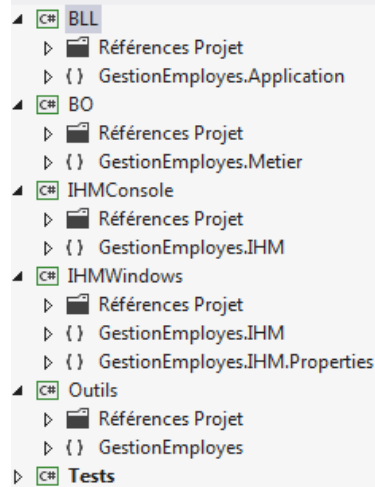 C# BLL
Références Projet
{ } GestionEmployes.Application
C# BO
Références Projet
{ } GestionEmployes.Metier
C# IHMConsole
Références Projet
{ } GestionEmployes.IHM
C# IHMWindows
Références Projet
{ } GestionEmployes.IHM
{ } GestionEmployes.IHM.Properties
C# Outils
Références Projet
{ } GestionEmployes
C# Tests